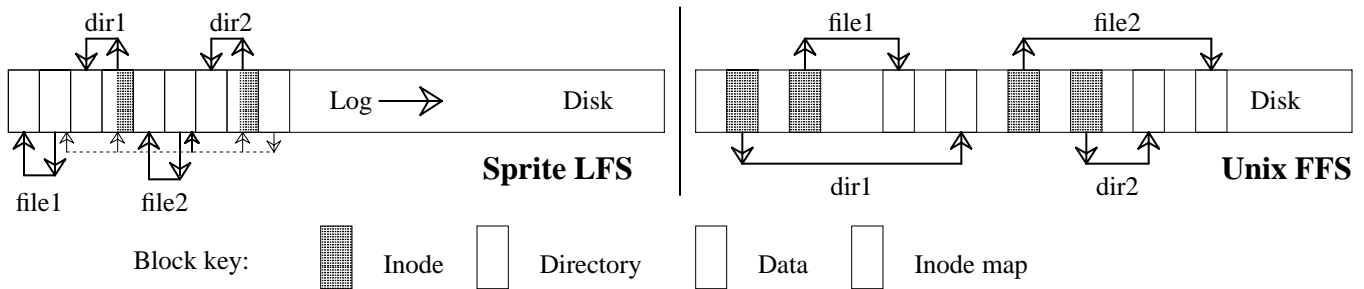 dir1 dir2
file1 file2
Log Disk
Disk
Sprite LFS
Unix FFS
file1 file2
dir1 dir2
Block key: Inode Directory Data Inode map